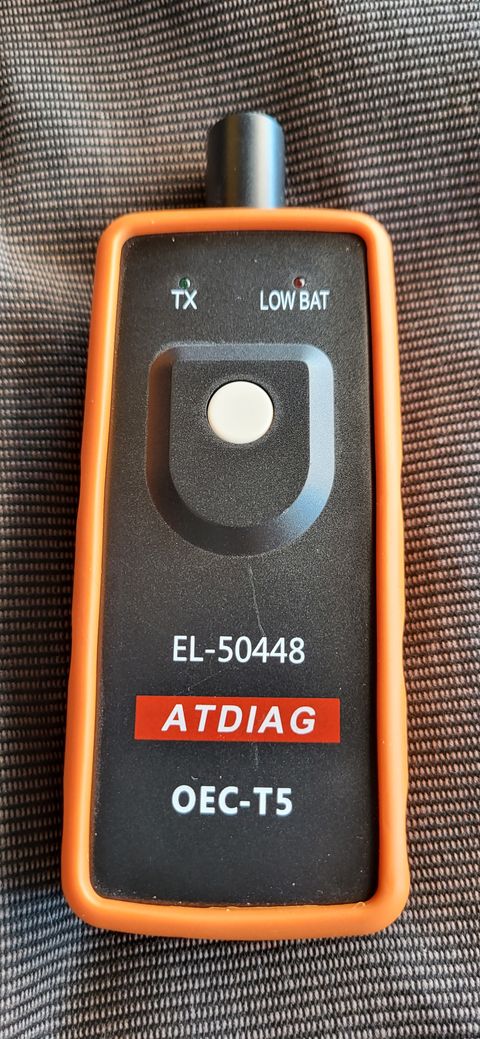 TX LOW BAT
EL-50448
ATDIAG
OEC-T5